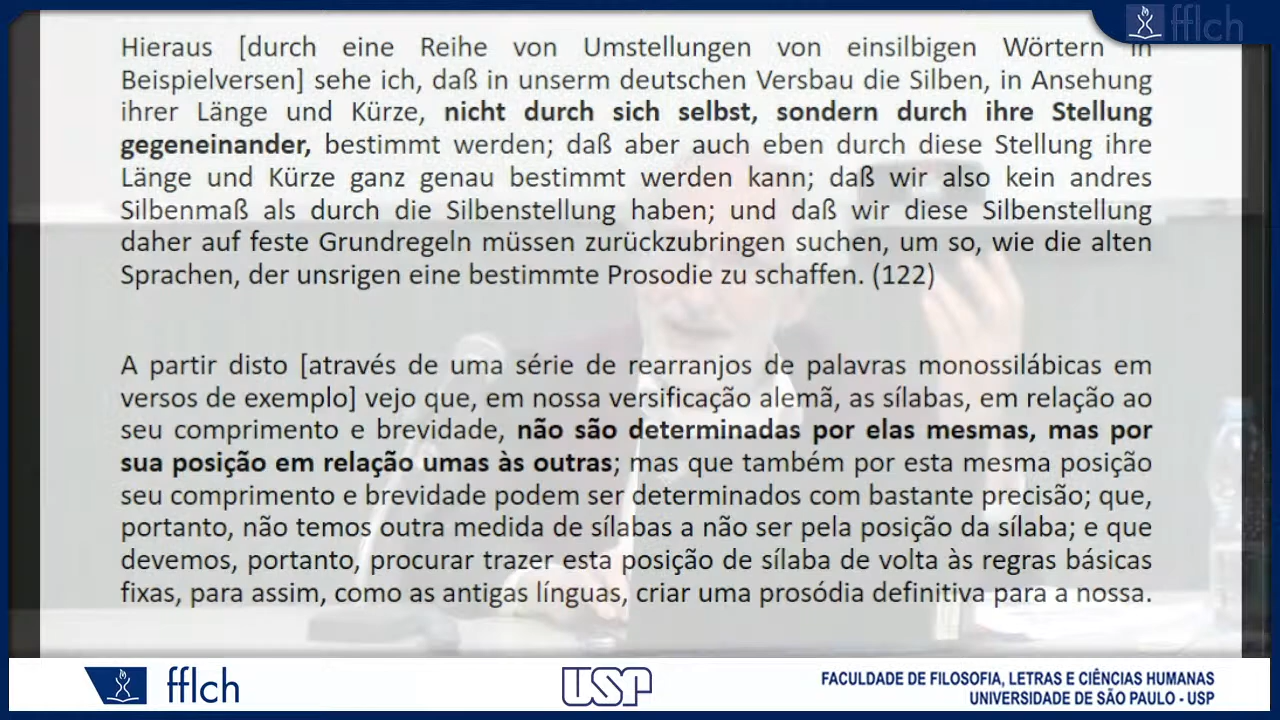 fflch
Hieraus [durch eine Reihe von Umstellungen von einsilbigen Wörtern in
Beispielversen] sehe ich, daß in unserm deutschen Versbau die Silben, in Ansehung
ihrer Länge und Kürze, nicht durch sich selbst, sondern durch ihre Stellung
gegeneinander, bestimmt werden; daß aber auch eben durch diese Stellung ihre
Länge und Kürze ganz genau bestimmt werden kann; daß wir also kein andres
Silbenmaß als durch die Silbenstellung haben; und daß wir diese Silbenstellung
daher auf feste Grundregeln müssen zurückzubringen suchen, um so, wie die alten
Sprachen, der unsrigen eine bestimmte Prosodie zu schaffen. (122)
A partir disto [através de uma série de rearranjos de palavras monossilábicas em
versos de exemplo] vejo que, em nossa versificação alemã, as sílabas, em relação ao
seu comprimento e brevidade, não são determinadas por elas mesmas, mas por
sua posição em relação umas às outras; mas que também por esta mesma posição
seu comprimento e brevidade podem ser determinados com bastante precisão; que,
portanto, não temos outra medida de sílabas a não ser pela posição da sílaba; e que
devemos, portanto, procurar trazer esta posição de sílaba de volta às regras básicas
fixas, para assim, como as antigas línguas, criar uma prosódia definitiva para a nossa.
fflch
USP
FACULDADE DE FILOSOFIA, LETRAS E CIÊNCIAS HUMANAS
UNIVERSIDADE DE SÃO PAULO - USP